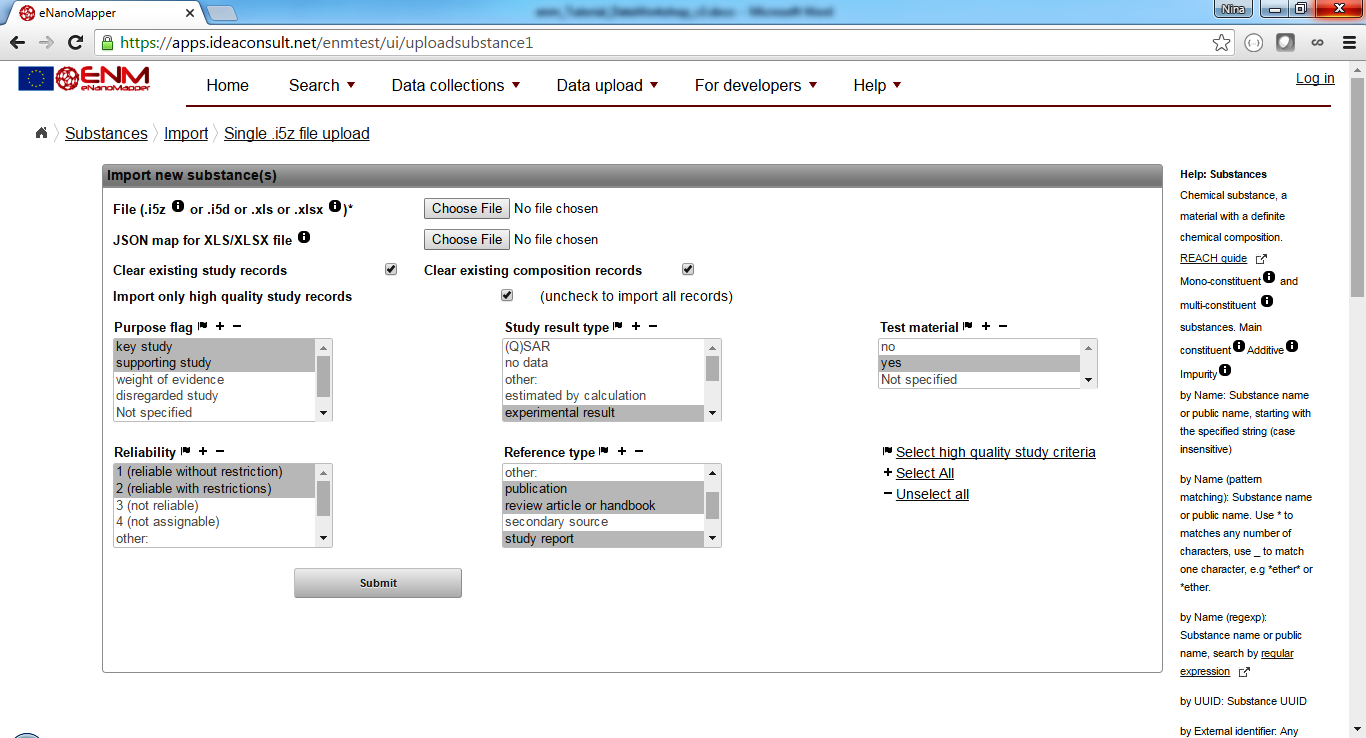 eNanoMapper
enm_Tutorial_DataWorkshop_v3.docx - Microsoft Word
Nina
https://apps.ideaconsult.net/enmtest/ui/uploadsubstance1
ENM
eNanoMapper
Home Search Data collections Data upload For developers Help
Log in
Substances Import Single .i5z file upload
Import new substance(s)
File (.i5z or .i5d or .xls or .xlsx )* Choose File No file chosen
JSON map for XLS/XLSX file Choose File No file chosen
Clear existing study records Clear existing composition records
Import only high quality study records (uncheck to import all records)
Purpose flag + −
key study
supporting study
weight of evidence
disregarded study
Not specified
Study result type + −
(Q)SAR
no data
other:
estimated by calculation
experimental result
Test material + −
no
yes
Not specified
Reliability + −
1 (reliable without restriction)
2 (reliable with restrictions)
3 (not reliable)
4 (not assignable)
other:
Reference type + −
other:
publication
review article or handbook
secondary source
study report
Select high quality study criteria
+ Select All
− Unselect all
Submit
Help: Substances
Chemical substance, a
material with a definite
chemical composition.
REACH guide
Mono-constituent and
multi-constituent
substances. Main
constituent Additive
Impurity
by Name: Substance name
or public name, starting with
the specified string (case
insensitive)
by Name (pattern
matching): Substance name
or public name. Use * to
matches any number of
characters, use _ to match
one character, e.g *ether* or
*ether.
by Name (regexp):
Substance name or public
name, search by regular
expression
by UUID: Substance UUID
by External identifier: Any